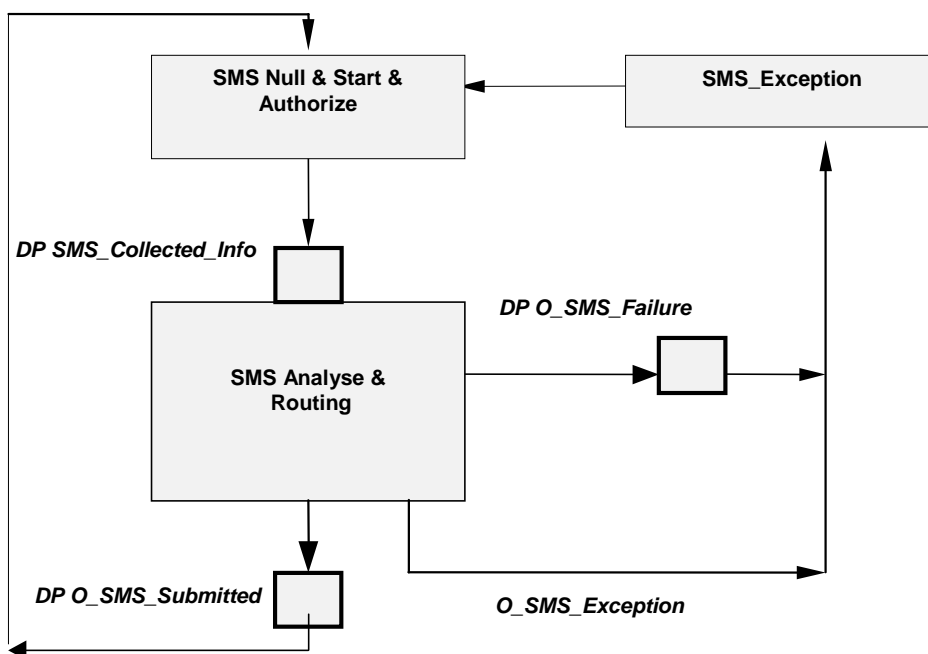 SMS Null & Start &
Authorize
SMS_Exception
DP SMS_Collected_Info
DP O_SMS_Failure
SMS Analyse &
Routing
DP O_SMS_Submitted
O_SMS_Exception